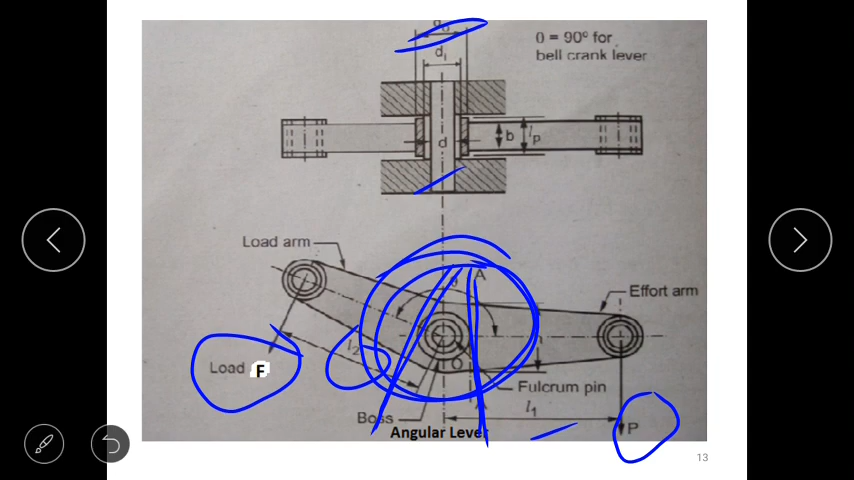 θ = 90° for
bell crank lever
d₁
d
b
lₚ
Load arm
θ
A
Effort arm
l₂
Load F
O
Fulcrum pin
Boss
l₁
A
P
Angular Lever
13